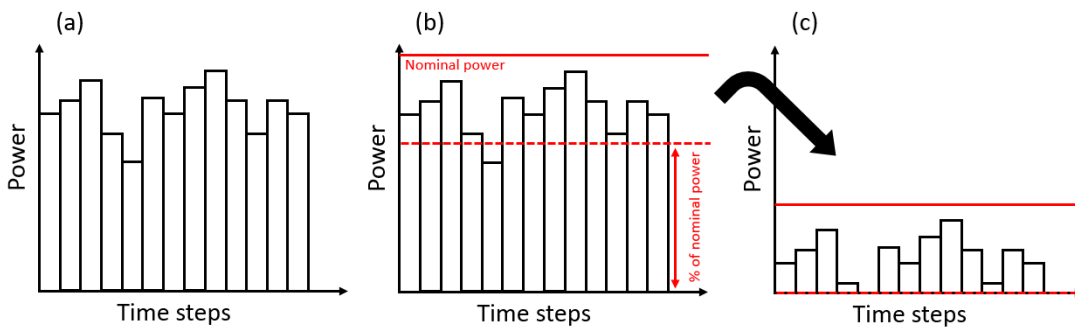 (a)
Power
Time steps
(b)
Nominal power
Power
% of nominal power
Time steps
(c)
Power
Time steps